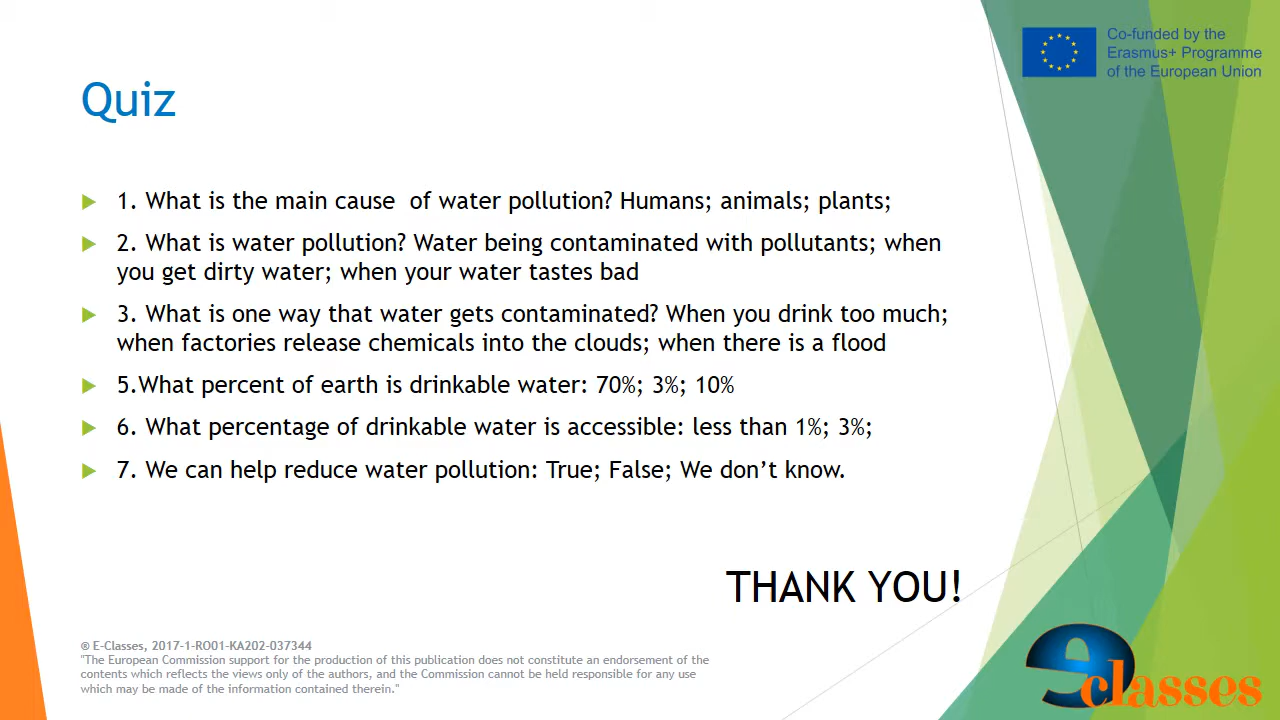 Co-funded by the
Erasmus+ Programme
of the European Union
Quiz
1. What is the main cause  of water pollution? Humans; animals; plants;
2. What is water pollution? Water being contaminated with pollutants; when
you get dirty water; when your water tastes bad
3. What is one way that water gets contaminated? When you drink too much;
when factories release chemicals into the clouds; when there is a flood
5.What percent of earth is drinkable water: 70%; 3%; 10%
6. What percentage of drinkable water is accessible: less than 1%; 3%;
7. We can help reduce water pollution: True; False; We don’t know.
THANK YOU!
® E-Classes, 2017-1-RO01-KA202-037344
"The European Commission support for the production of this publication does not constitute an endorsement of the
contents which reflects the views only of the authors, and the Commission cannot be held responsible for any use
which may be made of the information contained therein."
eclasses